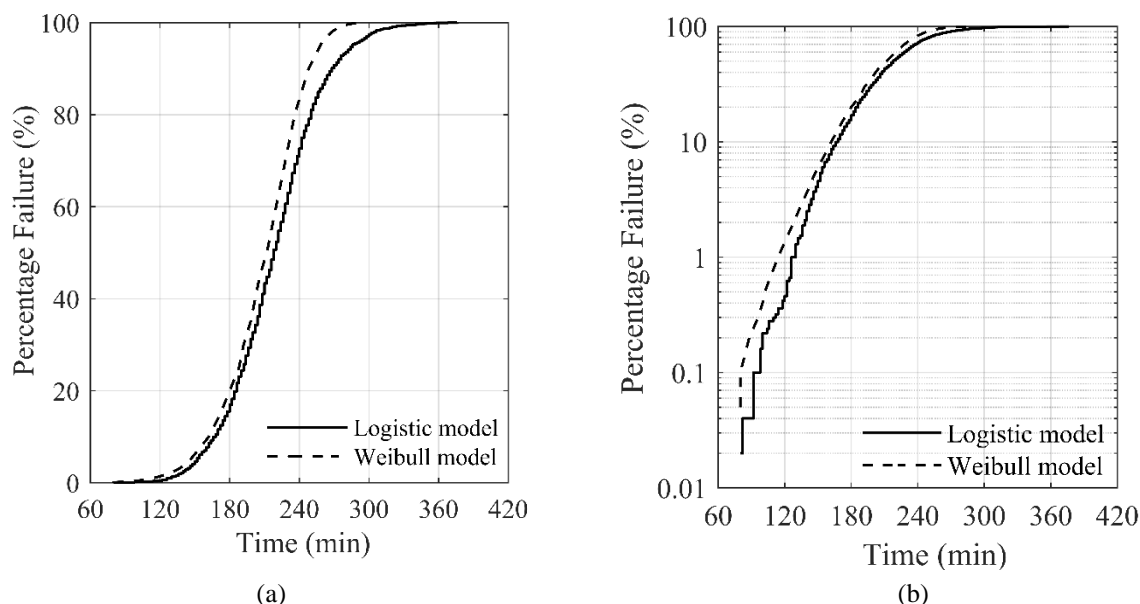 Percentage Failure (%)
100
80
60
40
20
0
Logistic model
Weibull model
60 120 180 240 300 360 420
Time (min)
(a)
Percentage Failure (%)
100
10
1
0.1
0.01
Logistic model
Weibull model
60 120 180 240 300 360 420
Time (min)
(b)